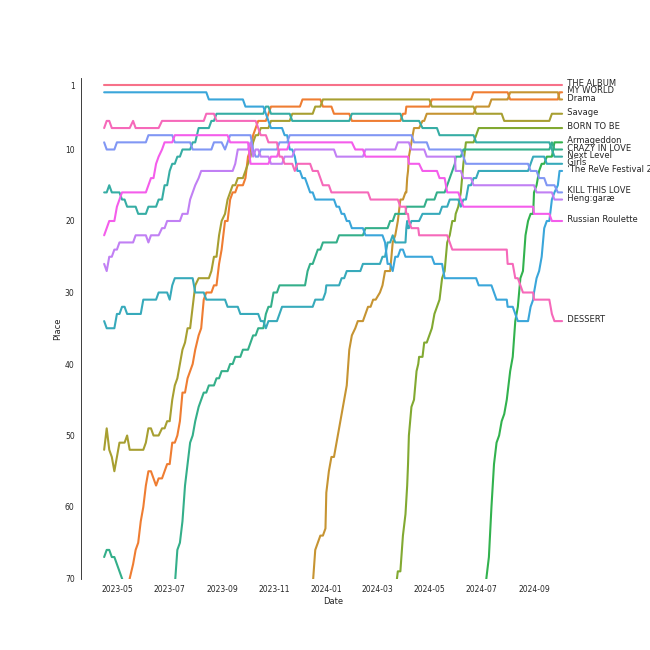 1
10
20
30
40
50
60
70
Place
2023-05
2023-07
2023-09
2023-11
2024-01
2024-03
2024-05
2024-07
2024-09
Date
THE ALBUM
MY WORLD
Drama
Savage
BORN TO BE
Armageddon
CRAZY IN LOVE
Next Level
Girls
'The ReVe Festival 2
KILL THIS LOVE
Heng:garæ
Russian Roulette
DESSERT